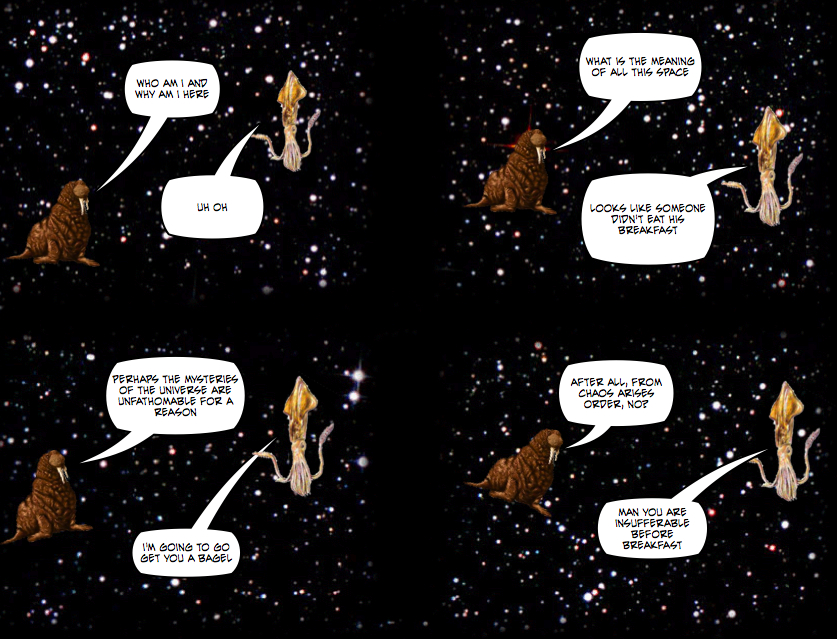 WHO AM I AND
WHY AM I HERE
UH OH
WHAT IS THE MEANING
OF ALL THIS SPACE
LOOKS LIKE SOMEONE
DIDN'T EAT HIS
BREAKFAST
PERHAPS THE MYSTERIES
OF THE UNIVERSE ARE
UNFATHOMABLE FOR A
REASON
I'M GOING TO GO
GET YOU A BAGEL
AFTER ALL, FROM
CHAOS ARISES
ORDER, NO?
MAN YOU ARE
INSUFFERABLE
BEFORE
BREAKFAST